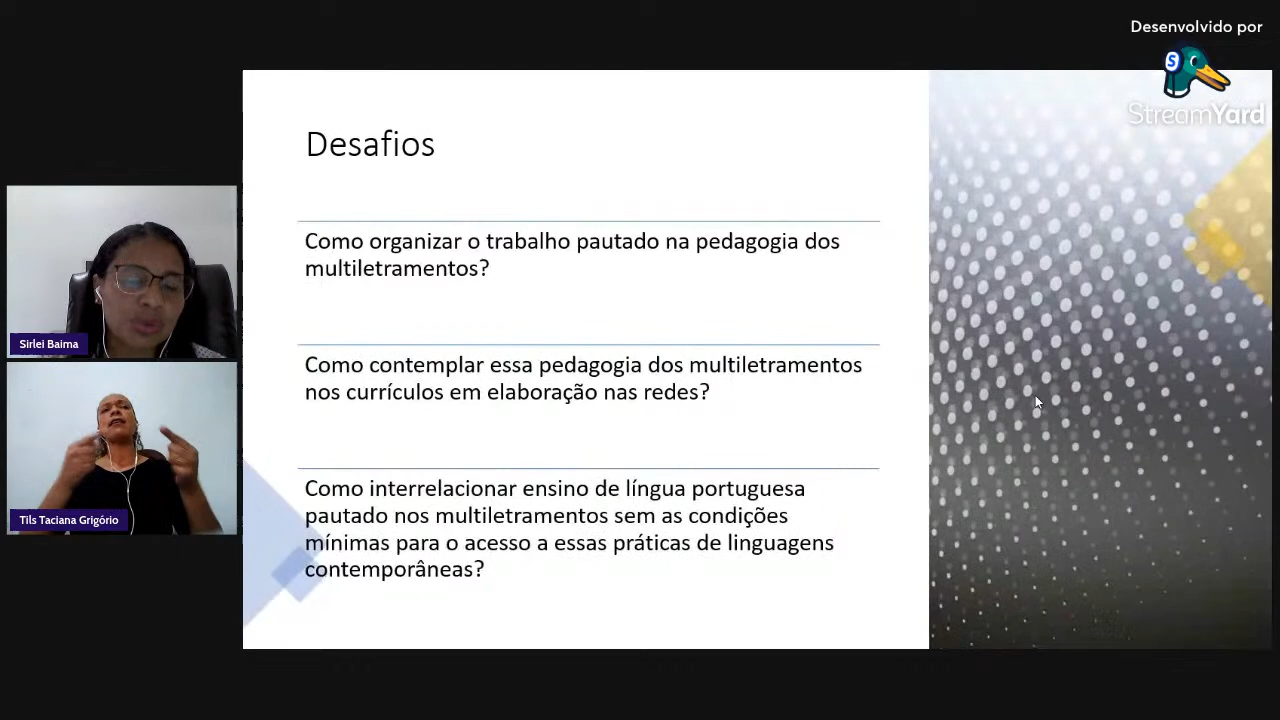 Desenvolvido por
S
StreamYard
Desafios
Como organizar o trabalho pautado na pedagogia dos
multiletramentos?
Como contemplar essa pedagogia dos multiletramentos
nos currículos em elaboração nas redes?
Como interrelacionar ensino de língua portuguesa
pautado nos multiletramentos sem as condições
mínimas para o acesso a essas práticas de linguagens
contemporâneas?
Sirlei Baima
Tils Taciana Grigório